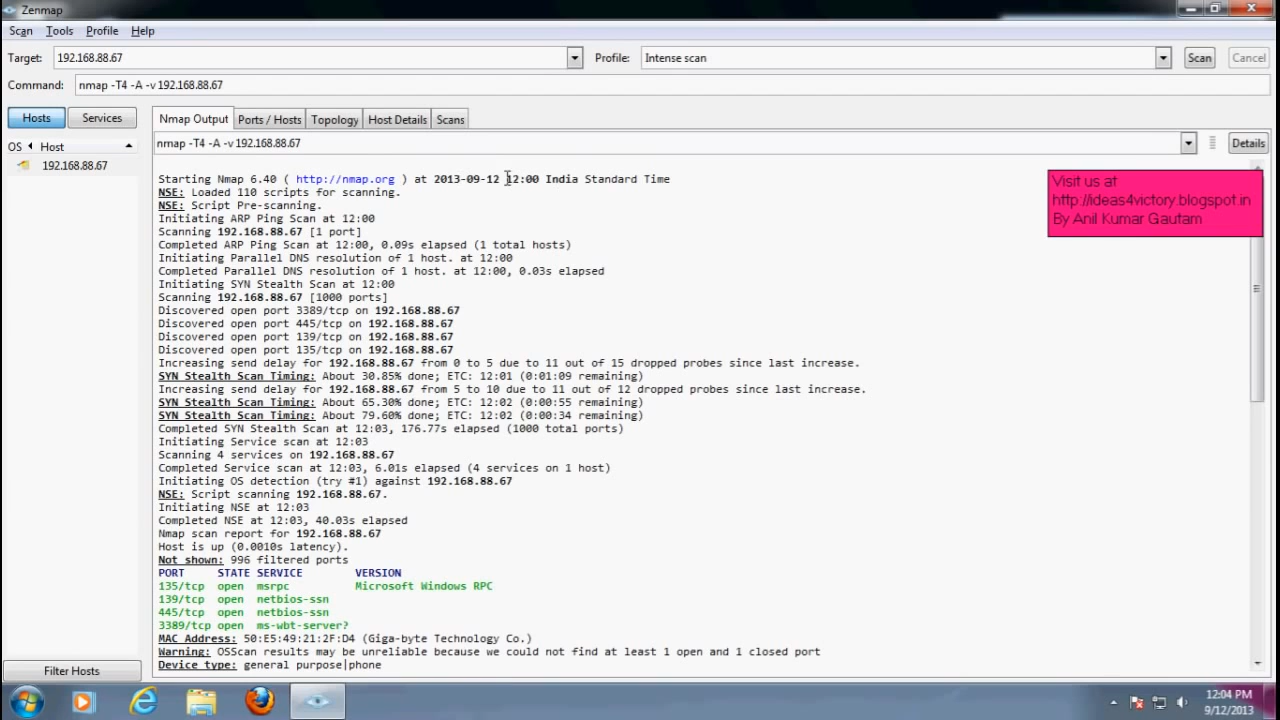 Zenmap
Scan Tools Profile Help
Target: 192.168.88.67 Profile: Intense scan Scan Cancel
Command: nmap -T4 -A -v 192.168.88.67
Hosts Services
OS Host
192.168.88.67
Nmap Output Ports / Hosts Topology Host Details Scans
nmap -T4 -A -v 192.168.88.67 Details
Starting Nmap 6.40 ( http://nmap.org ) at 2013-09-12 12:00 India Standard Time
NSE: Loaded 110 scripts for scanning.
NSE: Script Pre-scanning.
Initiating ARP Ping Scan at 12:00
Scanning 192.168.88.67 [1 port]
Completed ARP Ping Scan at 12:00, 0.09s elapsed (1 total hosts)
Initiating Parallel DNS resolution of 1 host. at 12:00
Completed Parallel DNS resolution of 1 host. at 12:00, 0.03s elapsed
Initiating SYN Stealth Scan at 12:00
Scanning 192.168.88.67 [1000 ports]
Discovered open port 3389/tcp on 192.168.88.67
Discovered open port 445/tcp on 192.168.88.67
Discovered open port 139/tcp on 192.168.88.67
Discovered open port 135/tcp on 192.168.88.67
Increasing send delay for 192.168.88.67 from 0 to 5 due to 11 out of 15 dropped probes since last increase.
SYN Stealth Scan Timing: About 30.85% done; ETC: 12:01 (0:01:09 remaining)
Increasing send delay for 192.168.88.67 from 5 to 10 due to 11 out of 12 dropped probes since last increase.
SYN Stealth Scan Timing: About 65.30% done; ETC: 12:02 (0:00:55 remaining)
SYN Stealth Scan Timing: About 79.60% done; ETC: 12:02 (0:00:34 remaining)
Completed SYN Stealth Scan at 12:03, 176.77s elapsed (1000 total ports)
Initiating Service scan at 12:03
Scanning 4 services on 192.168.88.67
Completed Service scan at 12:03, 6.01s elapsed (4 services on 1 host)
Initiating OS detection (try #1) against 192.168.88.67
NSE: Script scanning 192.168.88.67.
Initiating NSE at 12:03
Completed NSE at 12:03, 40.03s elapsed
Nmap scan report for 192.168.88.67
Host is up (0.0010s latency).
Not shown: 996 filtered ports
PORT STATE SERVICE VERSION
135/tcp open msrpc Microsoft Windows RPC
139/tcp open netbios-ssn
445/tcp open netbios-ssn
3389/tcp open ms-wbt-server?
MAC Address: 50:E5:49:21:2F:D4 (Giga-byte Technology Co.)
Warning: OSScan results may be unreliable because we could not find at least 1 open and 1 closed port
Device type: general purpose|phone
Visit us at
http://ideas4victory.blogspot.in
By Anil Kumar Gautam
Filter Hosts
12:04 PM
9/12/2013